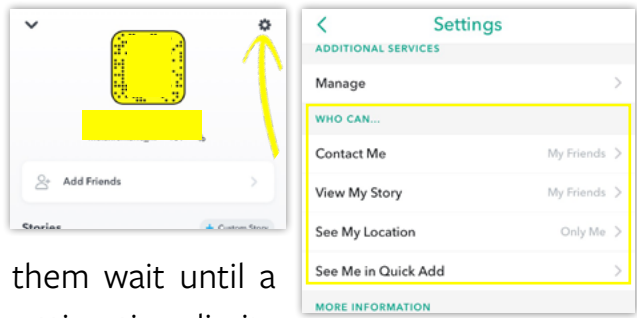 Add Friends
Stories
Custom Story
them wait until a
Settings
ADDITIONAL SERVICES
Manage
WHO CAN...
Contact Me
My Friends
View My Story
My Friends
See My Location
Only Me
See Me in Quick Add
MORE INFORMATION